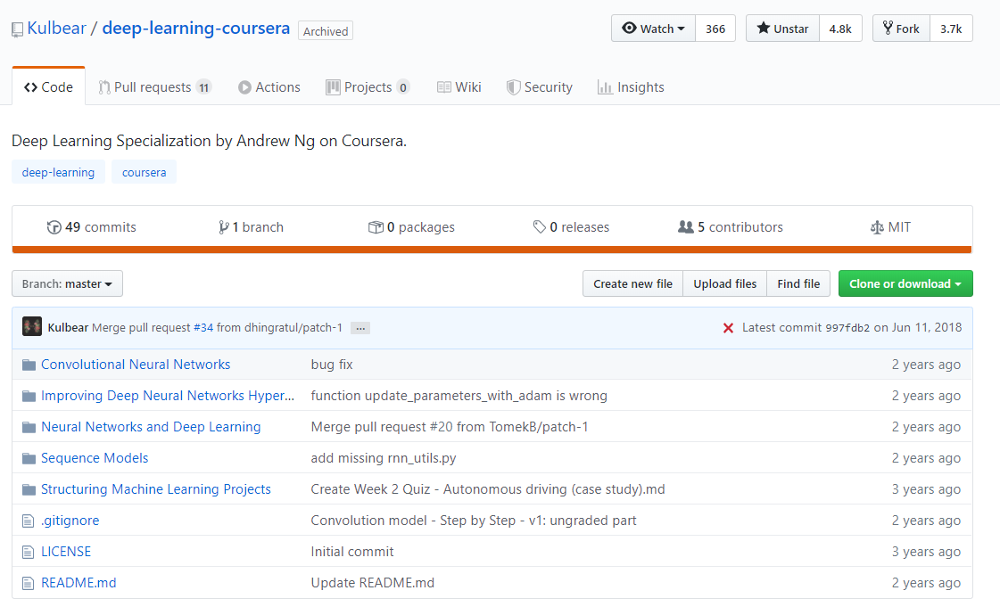 Kulbear / deep-learning-coursera Archived Watch 366 Unstar 4.8k Fork 3.7k
Code Pull requests 11 Actions Projects 0 Wiki Security Insights
Deep Learning Specialization by Andrew Ng on Coursera.
deep-learning coursera
49 commits 1 branch 0 packages 0 releases 5 contributors MIT
Branch: master Create new file Upload files Find file Clone or download
Kulbear Merge pull request #34 from dhingratul/patch-1 ... Latest commit 997fdb2 on Jun 11, 2018
Convolutional Neural Networks bug fix 2 years ago
Improving Deep Neural Networks Hyper... function update_parameters_with_adam is wrong 2 years ago
Neural Networks and Deep Learning Merge pull request #20 from TomekB/patch-1 2 years ago
Sequence Models add missing rnn_utils.py 2 years ago
Structuring Machine Learning Projects Create Week 2 Quiz - Autonomous driving (case study).md 3 years ago
.gitignore Convolution model - Step by Step - v1: ungraded part 2 years ago
LICENSE Initial commit 3 years ago
README.md Update README.md 2 years ago